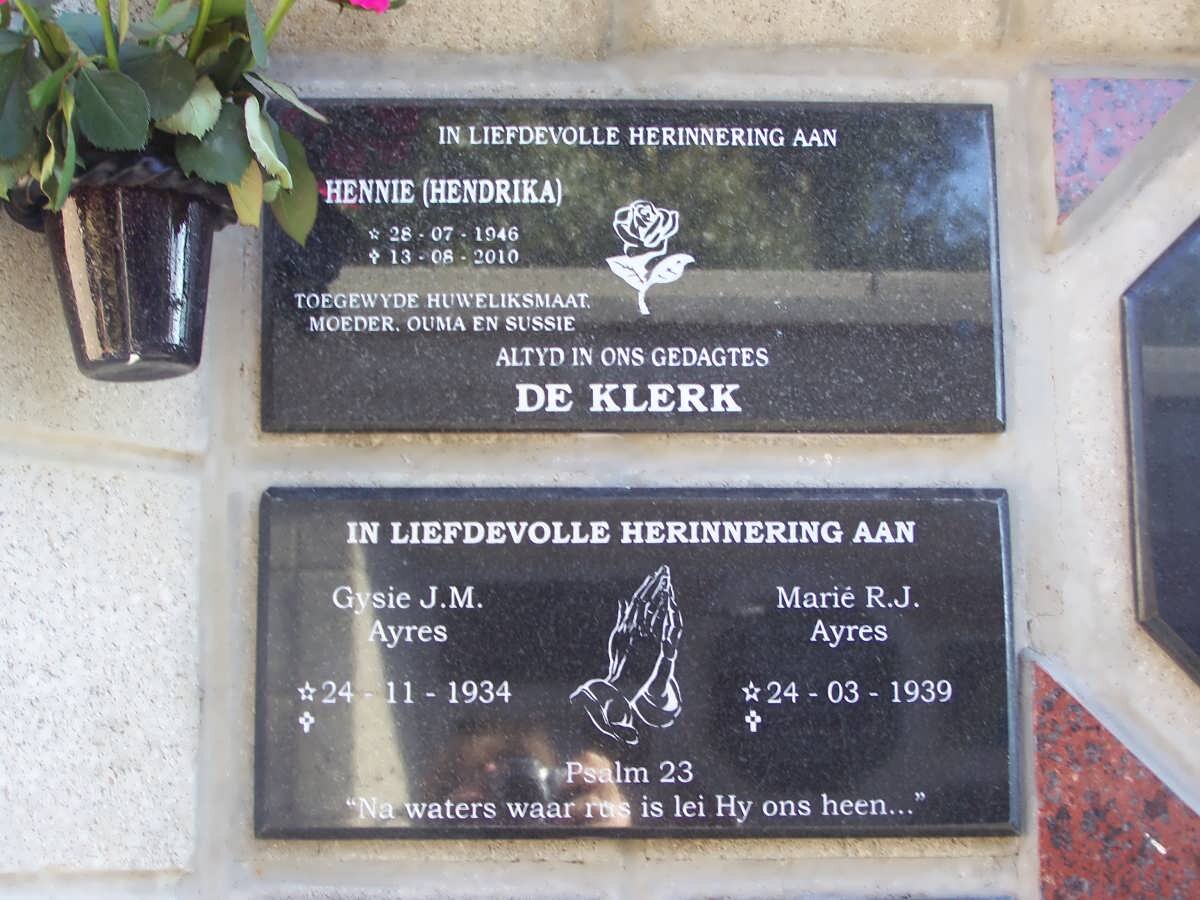 IN LIEFDEVOLLE HERINNERING AAN
HENNIE (HENDRIKA)
☆ 28 - 07 - 1946
✝ 13 - 08 - 2010
TOEGEWYDE HUWELIKSMAAT,
MOEDER, OUMA EN SUSSIE
ALTYD IN ONS GEDAGTES
DE KLERK
IN LIEFDEVOLLE HERINNERING AAN
Gysie J.M.
Ayres
☆ 24 - 11 - 1934
✝
Marië R.J.
Ayres
☆ 24 - 03 - 1939
✝
Psalm 23
“Na waters waar rus is lei Hy ons heen...”